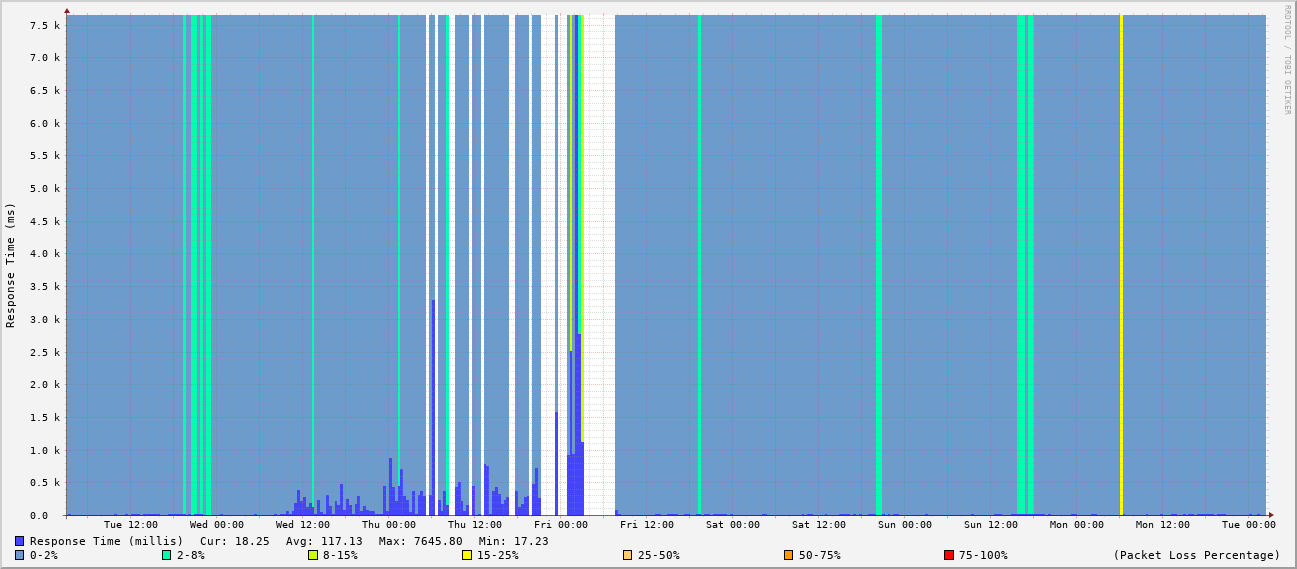 7.5 k
7.0 k
6.5 k
6.0 k
5.5 k
5.0 k
4.5 k
4.0 k
3.5 k
3.0 k
2.5 k
2.0 k
1.5 k
1.0 k
0.5 k
0.0
Response Time (ms)
RRDTOOL / TOBI OETIKER
Tue 12:00 Wed 00:00 Wed 12:00 Thu 00:00 Thu 12:00 Fri 00:00 Fri 12:00 Sat 00:00 Sat 12:00 Sun 00:00 Sun 12:00 Mon 00:00 Mon 12:00 Tue 00:00
Response Time (millis) Cur: 18.25 Avg: 117.13 Max: 7645.80 Min: 17.23
0-2% 2-8% 8-15% 15-25% 25-50% 50-75% 75-100% (Packet Loss Percentage)